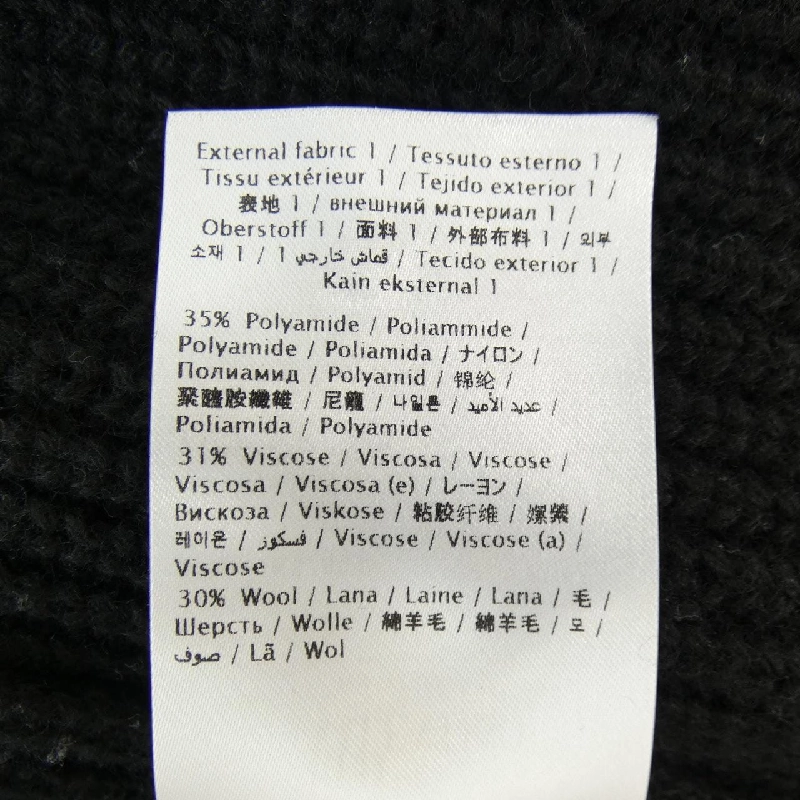 External fabric 1 / Tessuto esterno 1 /
Tissu extérieur 1 / Tejido exterior 1 /
表地 1 / внешний материал 1 /
Oberstoff 1 / 面料 1 / 外部布料 1 / 외부
소재 1 / 1 قماش خارجي / Tecido exterior 1 /
Kain eksternal 1
35% Polyamide / Poliammide /
Polyamide / Poliamida / ナイロン /
Полиамид / Polyamid / 锦纶 /
聚醯胺纖維 / 尼龍 / 나일론 / عديد الأميد /
Poliamida / Polyamide
31% Viscose / Viscosa / Viscose /
Viscosa / Viscosa (e) / レーヨン /
Вискоза / Viskose / 粘胶纤维 / 嫘縈 /
레이온 / فسكوز / Viscose / Viscose (a) /
Viscose
30% Wool / Lana / Laine / Lana / 毛 /
Шерсть / Wolle / 綿羊毛 / 綿羊毛 / 모 /
صوف / Lã / Wol